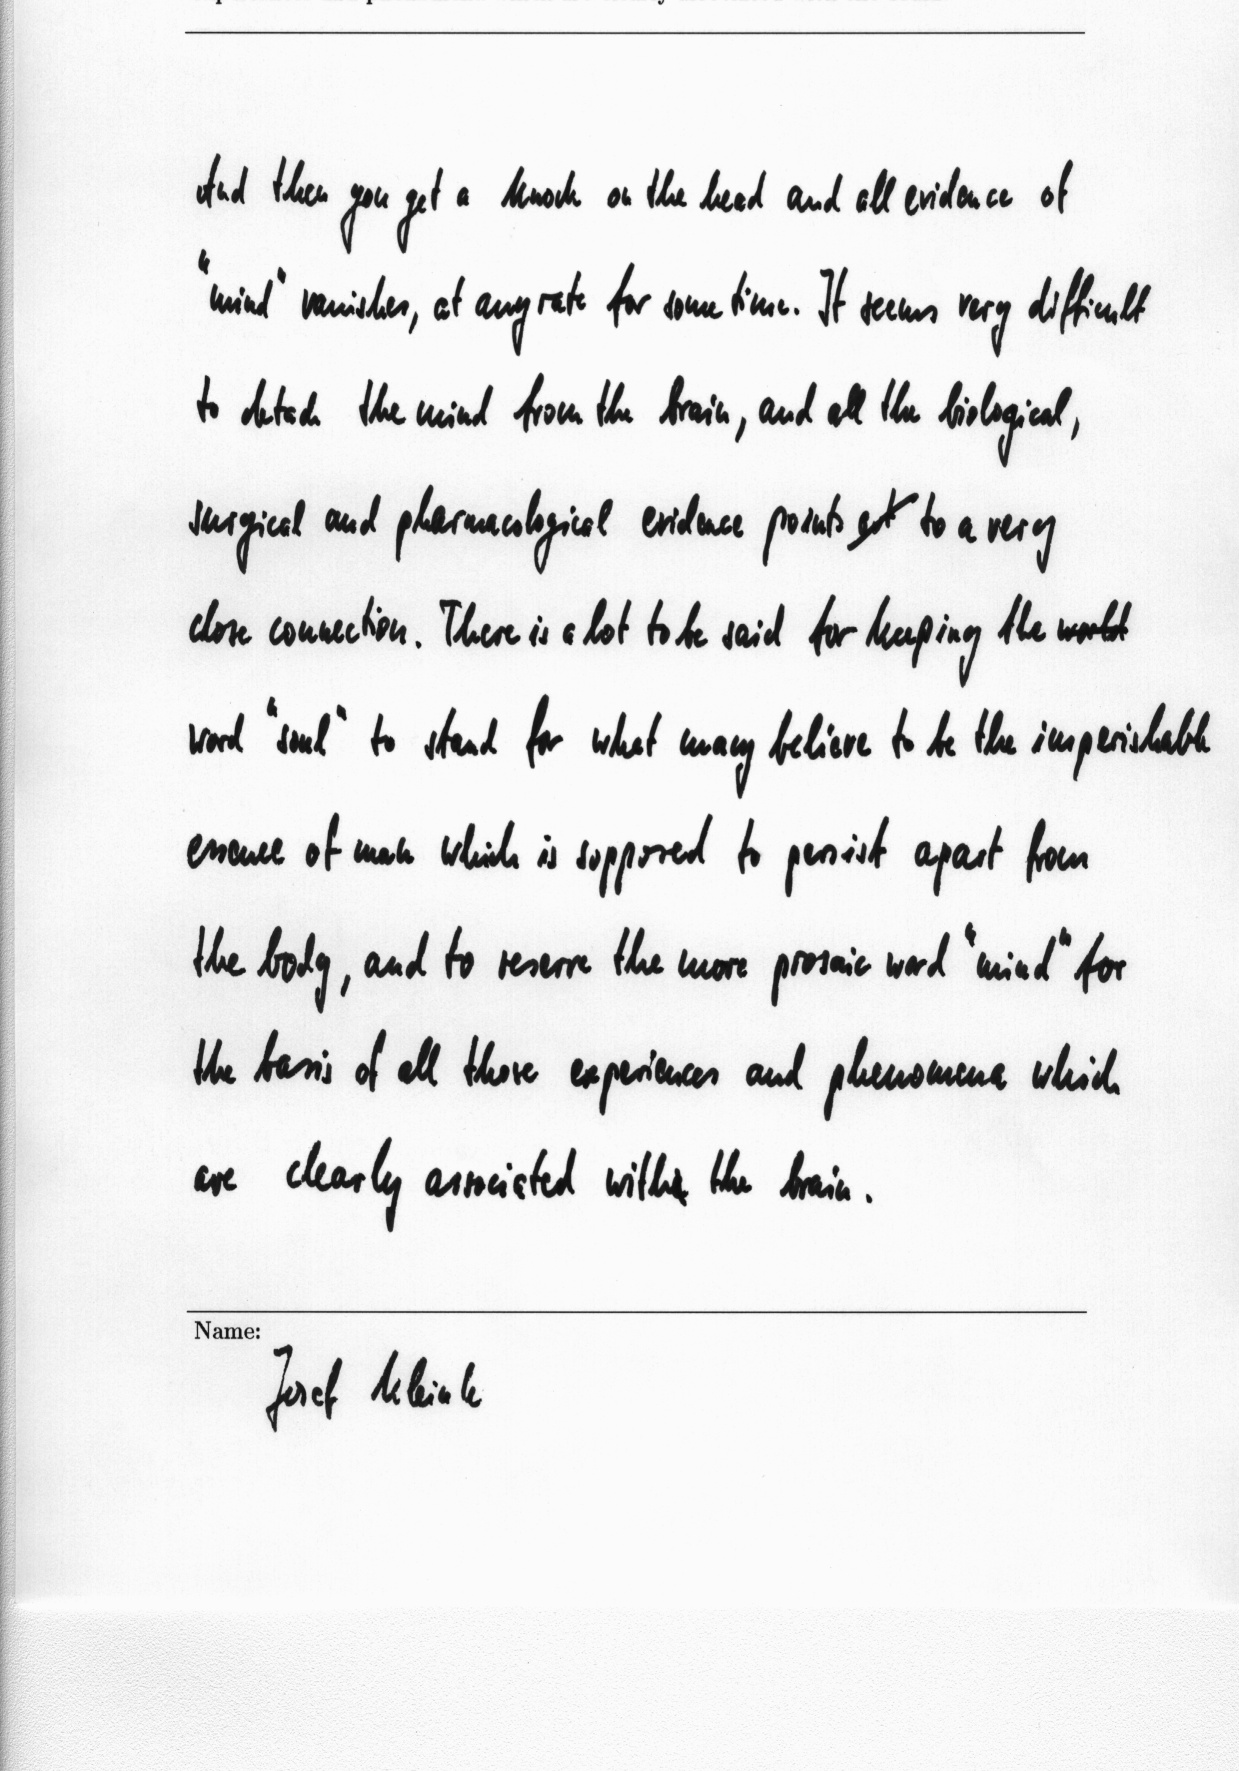 And then you get a knock on the head and all evidence of
"mind" vanishes, at any rate for some time. It seems very difficult
to detach the mind from the brain, and all the biological,
surgical and pharmacological evidence points to a very
close connection. There is a lot to be said for keeping the world
word "soul" to stand for what many believe to be the imperishable
essence of man which is supposed to persist apart from
the body, and to reserve the more prosaic word "mind" for
the basis of all those experiences and phenomena which
are clearly associated with the brain.
Name:
Josef Kleink